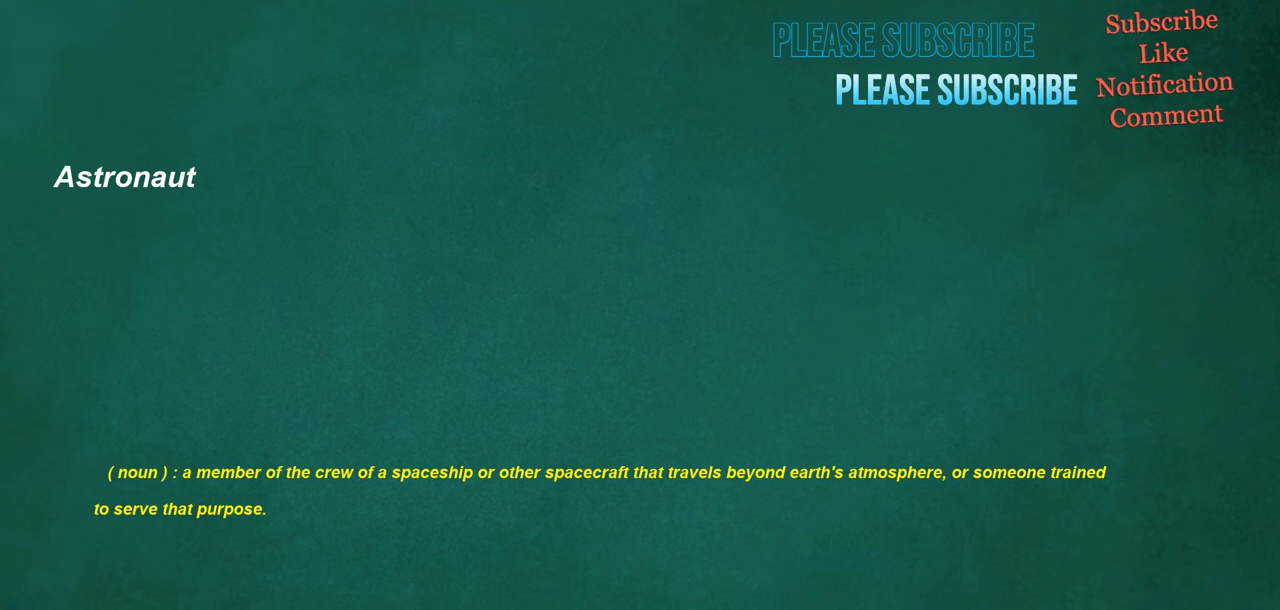 PLEASE SUBSCRIBE
PLEASE SUBSCRIBE
Subscribe
Like
Notification
Comment
Astronaut
( noun ) : a member of the crew of a spaceship or other spacecraft that travels beyond earth's atmosphere, or someone trained
to serve that purpose.